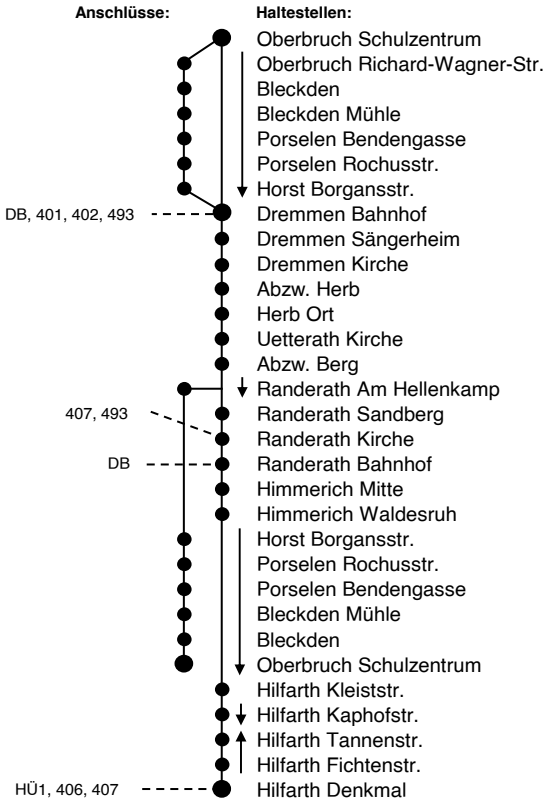 Anschlüsse: Haltestellen:
Oberbruch Schulzentrum
Oberbruch Richard-Wagner-Str.
Bleckden
Bleckden Mühle
Porselen Bendengasse
Porselen Rochusstr.
Horst Borgansstr.
DB, 401, 402, 493 Dremmen Bahnhof
Dremmen Sängerheim
Dremmen Kirche
Abzw. Herb
Herb Ort
Uetterath Kirche
Abzw. Berg
Randerath Am Hellenkamp
407, 493 Randerath Sandberg
Randerath Kirche
DB Randerath Bahnhof
Himmerich Mitte
Himmerich Waldesruh
Horst Borgansstr.
Porselen Rochusstr.
Porselen Bendengasse
Bleckden Mühle
Bleckden
Oberbruch Schulzentrum
Hilfarth Kleiststr.
Hilfarth Kaphofstr.
Hilfarth Tannenstr.
Hilfarth Fichtenstr.
HÜ1, 406, 407 Hilfarth Denkmal